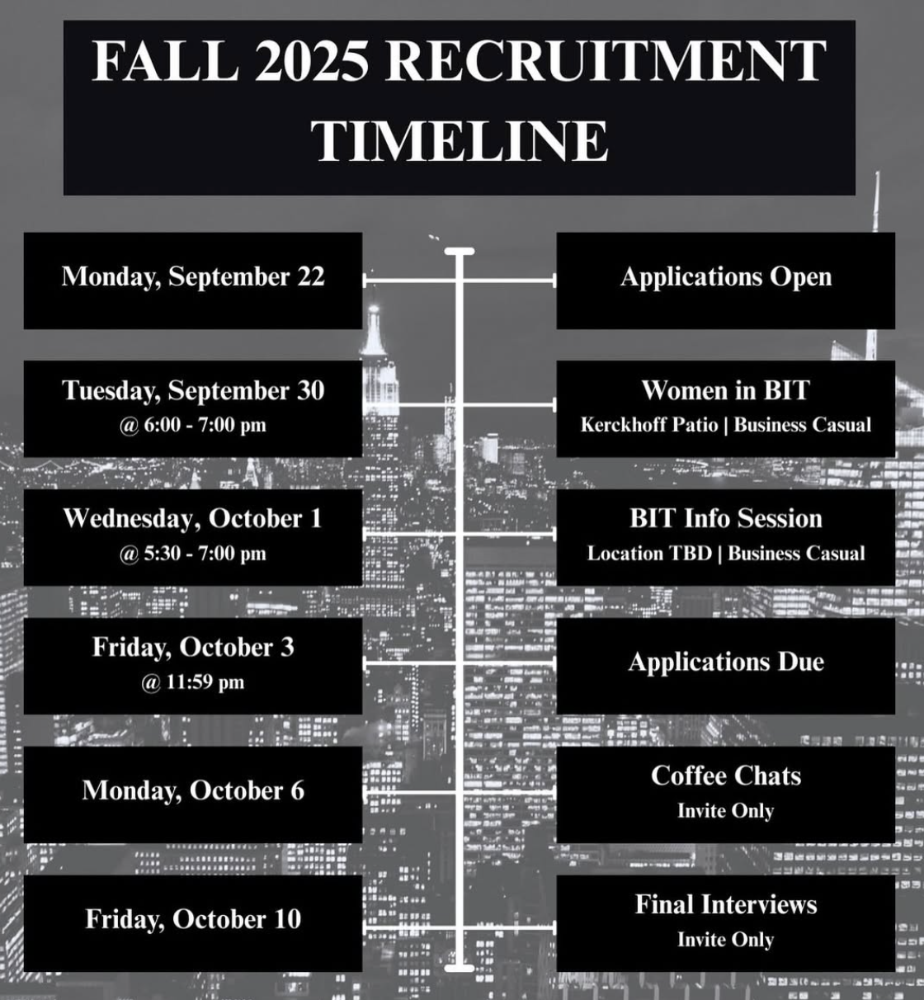 FALL 2025 RECRUITMENT
TIMELINE
Monday, September 22
Applications Open
Tuesday, September 30
@ 6:00 - 7:00 pm
Women in BIT
Kerckhoff Patio | Business Casual
Wednesday, October 1
@ 5:30 - 7:00 pm
BIT Info Session
Location TBD | Business Casual
Friday, October 3
@ 11:59 pm
Applications Due
Monday, October 6
Coffee Chats
Invite Only
Friday, October 10
Final Interviews
Invite Only